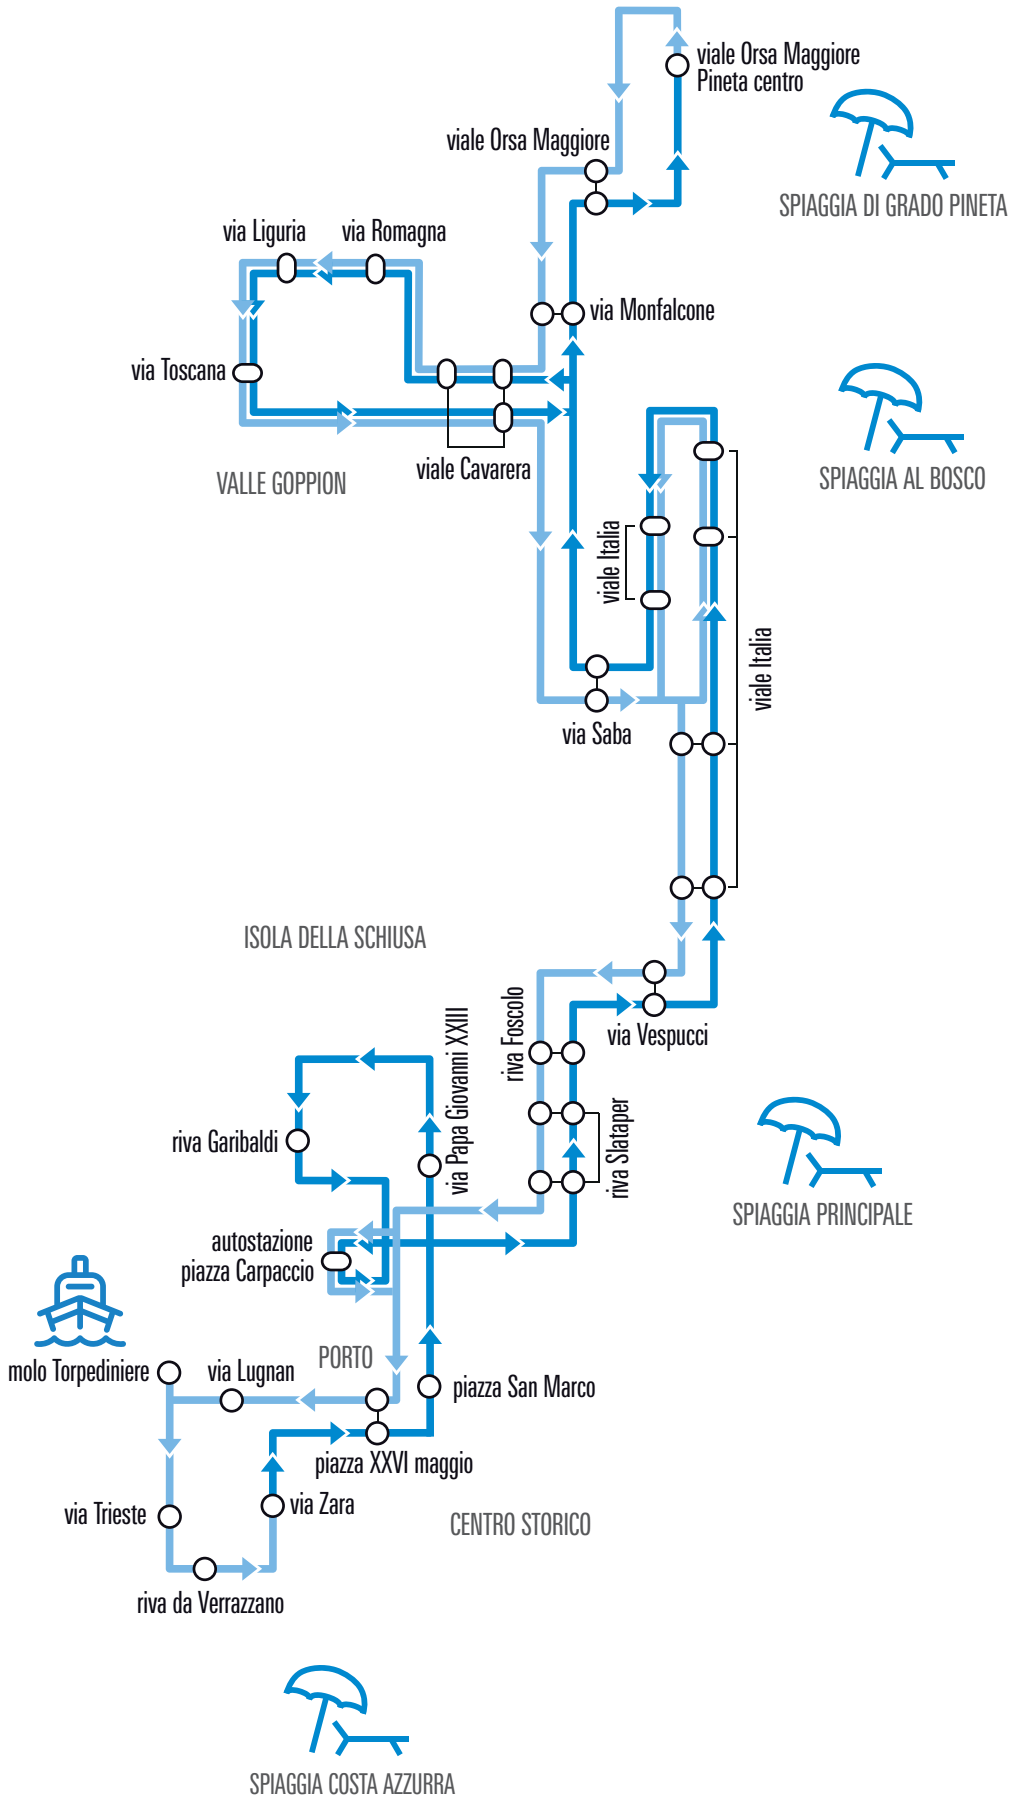 viale Orsa Maggiore
Pineta centro
viale Orsa Maggiore
SPIAGGIA DI GRADO PINETA
via Liguria
via Romagna
via Monfalcone
via Toscana
viale Cavarera
VALLE GOPPION
SPIAGGIA AL BOSCO
viale Italia
viale Italia
via Saba
ISOLA DELLA SCHIUSA
riva Foscolo
via Vespucci
via Papa Giovanni XXIII
riva Garibaldi
riva Slataper
SPIAGGIA PRINCIPALE
autostazione
piazza Carpaccio
PORTO
molo Torpediniere
via Lugnan
piazza San Marco
piazza XXVI maggio
via Trieste
via Zara
CENTRO STORICO
riva da Verrazzano
SPIAGGIA COSTA AZZURRA